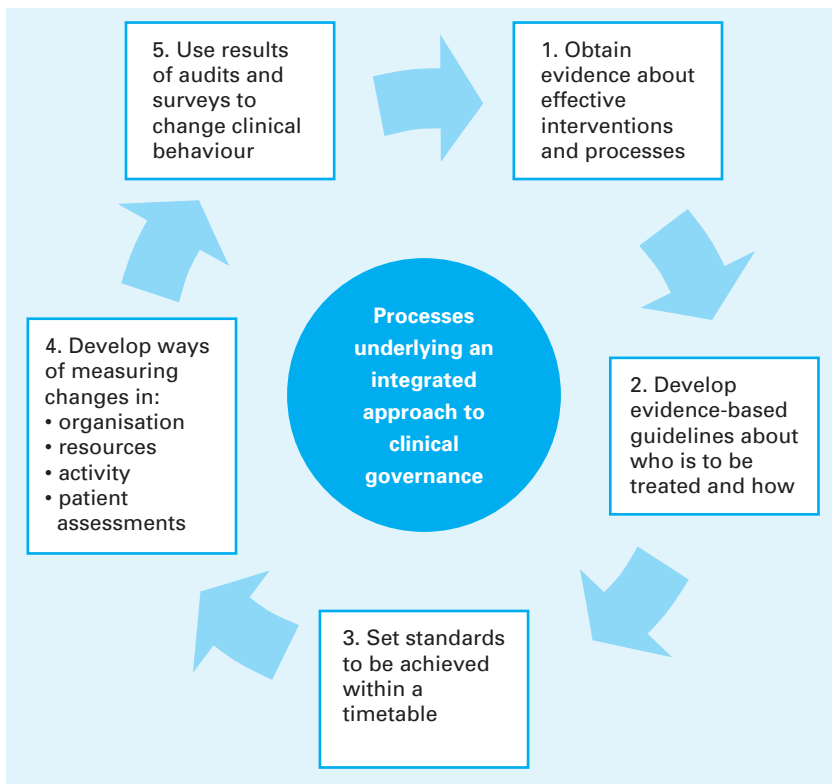 5. Use results
of audits and
surveys to
change clinical
behaviour
1. Obtain
evidence about
effective
interventions
and processes
Processes
underlying an
integrated
approach to
clinical
governance
4. Develop ways
of measuring
changes in:
• organisation
• resources
• activity
• patient
assessments
2. Develop
evidence-based
guidelines about
who is to be
treated and how
3. Set standards
to be achieved
within a
timetable